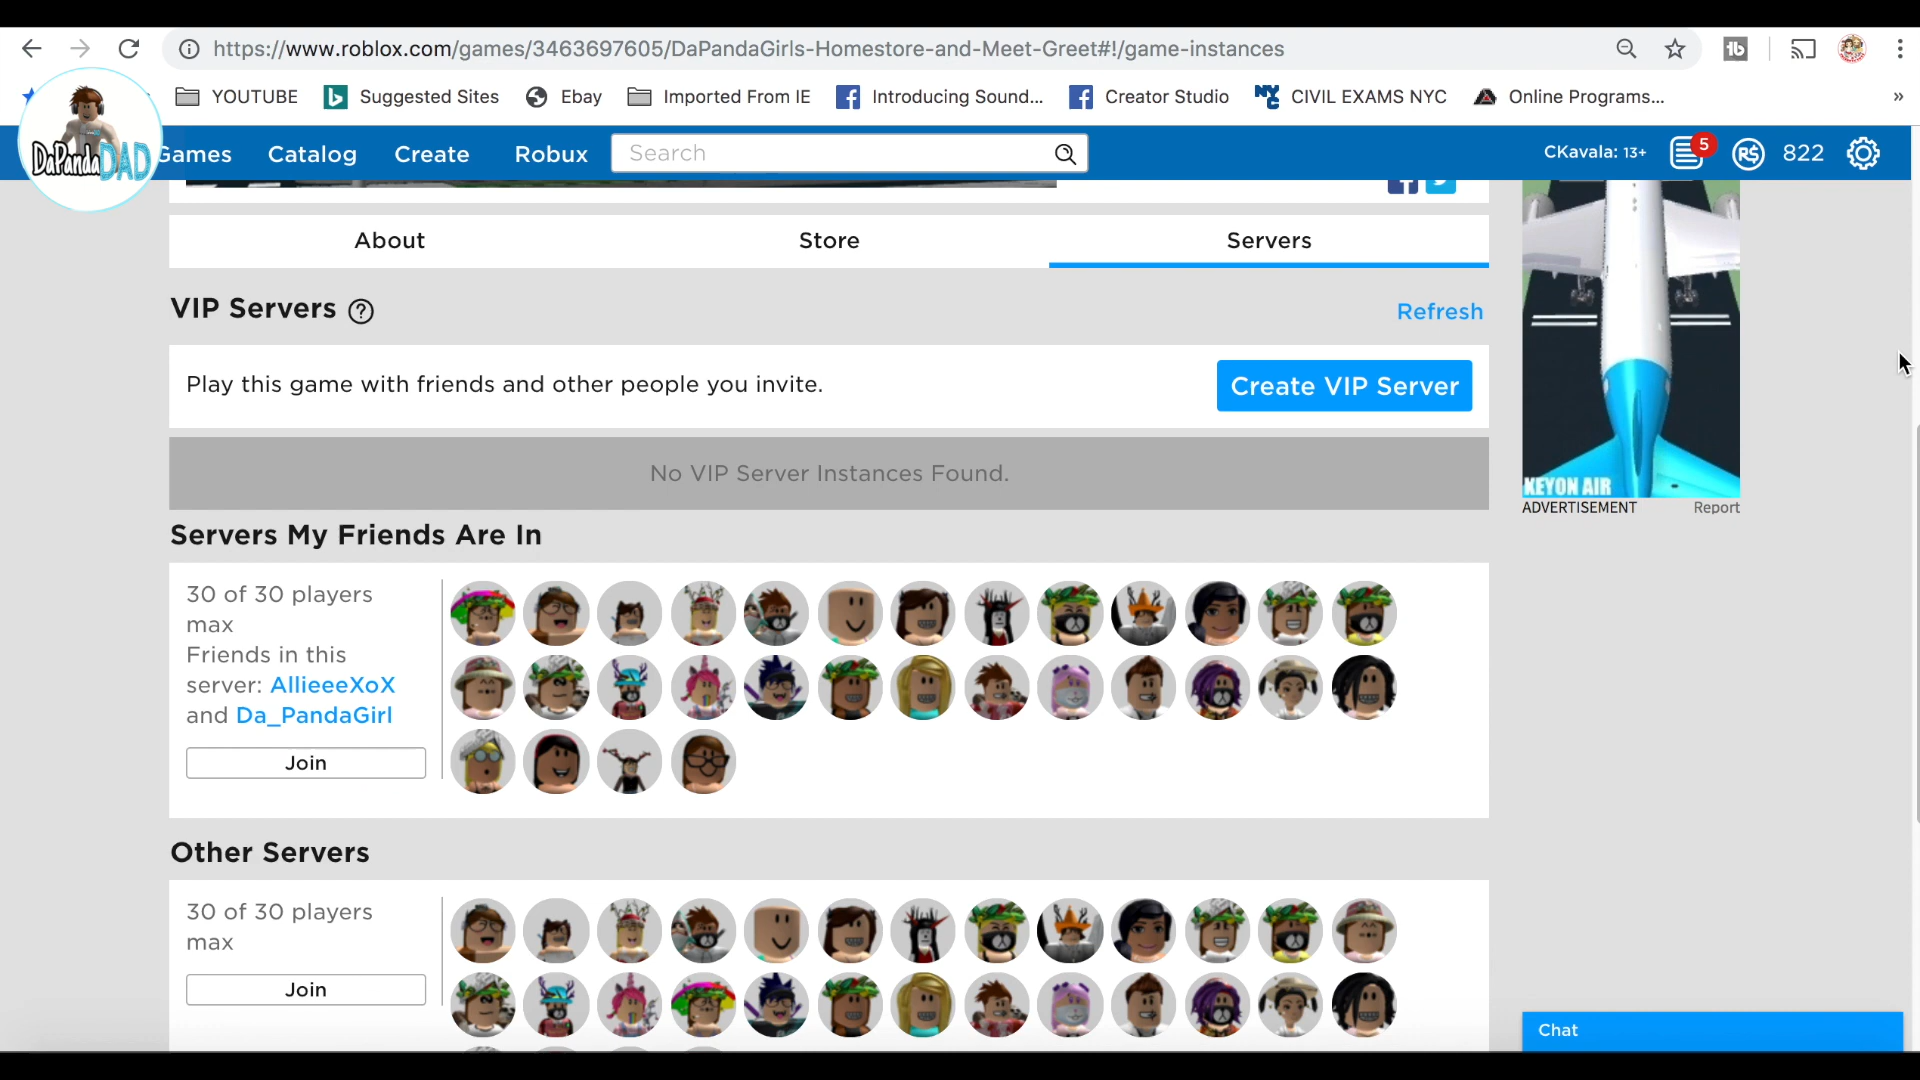 https://www.roblox.com/games/3463697605/DaPandaGirls-Homestore-and-Meet-Greet#!/game-instances
YOUTUBE
Suggested Sites
Ebay
Imported From IE
Introducing Sound...
Creator Studio
NYC
CIVIL EXAMS NYC
Online Programs...
»
DaPandaDAD
Games
Catalog
Create
Robux
Search
CKavala: 13+
5
R$
822
About
Store
Servers
VIP Servers ?
Refresh
Play this game with friends and other people you invite.
Create VIP Server
No VIP Server Instances Found.
KEYON AIR
ADVERTISEMENT
Report
Servers My Friends Are In
30 of 30 players
max
Friends in this
server: AllieeeXoX
and Da_PandaGirl
Join
Other Servers
30 of 30 players
max
Join
Chat